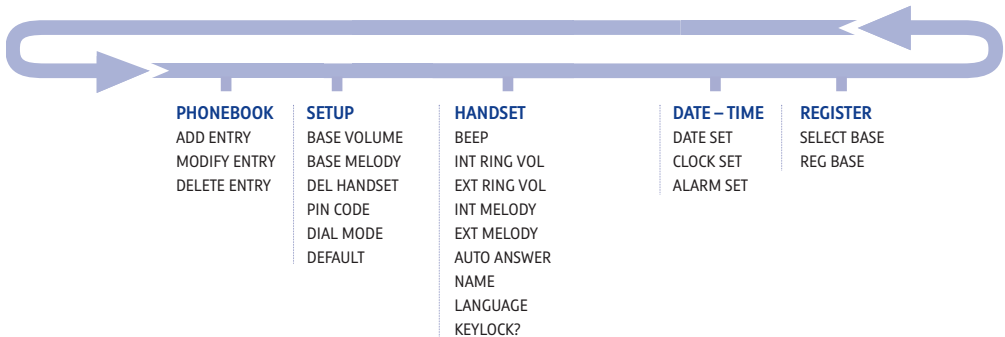 PHONEBOOK
ADD ENTRY
MODIFY ENTRY
DELETE ENTRY
SETUP
BASE VOLUME
BASE MELODY
DEL HANDSET
PIN CODE
DIAL MODE
DEFAULT
HANDSET
BEEP
INT RING VOL
EXT RING VOL
INT MELODY
EXT MELODY
AUTO ANSWER
NAME
LANGUAGE
KEYLOCK?
DATE – TIME
DATE SET
CLOCK SET
ALARM SET
REGISTER
SELECT BASE
REG BASE